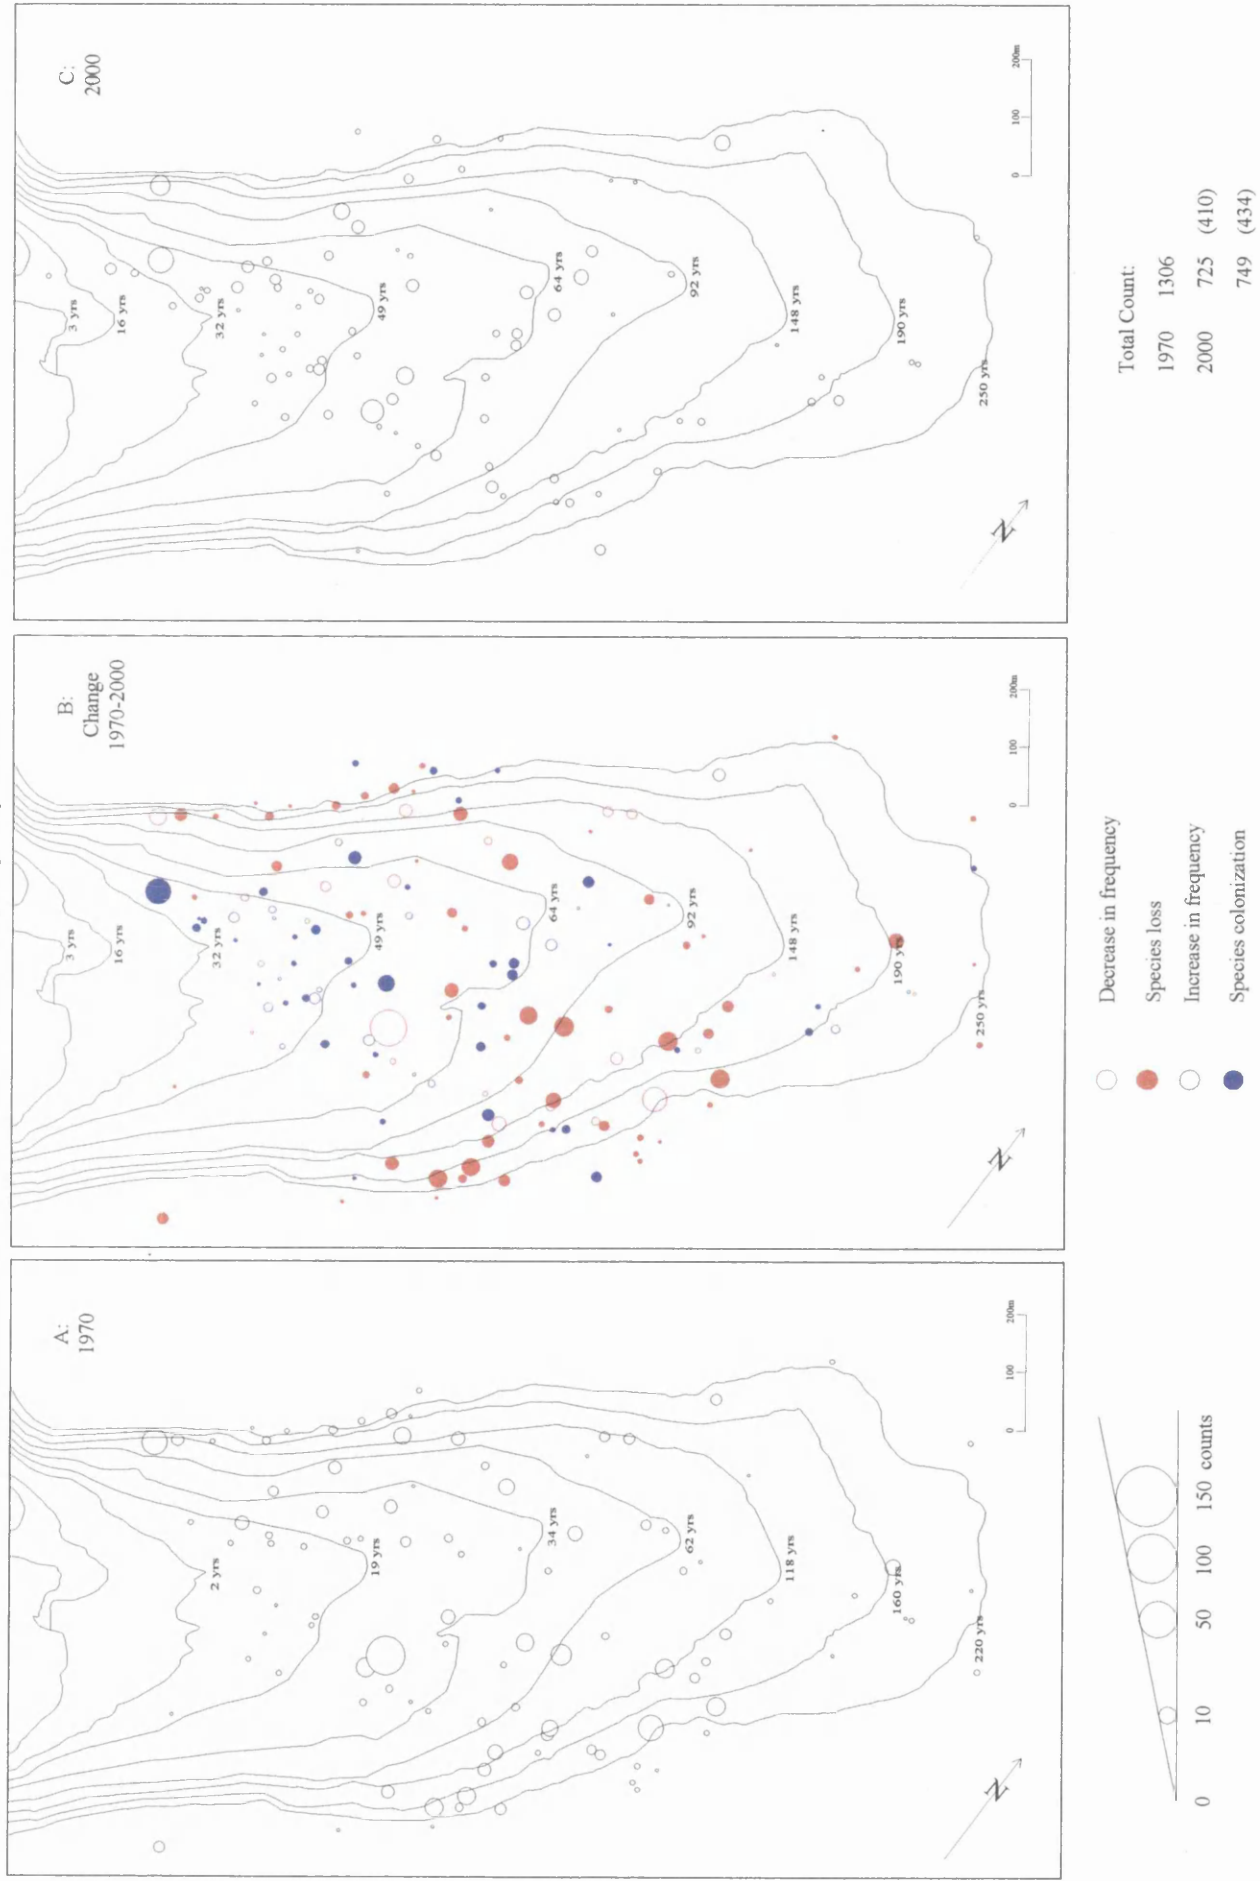 A:
1970
2 yrs
19 yrs
34 yrs
62 yrs
118 yrs
160 yrs
220 yrs
N
0 100 200m
B:
Change
1970-2000
3 yrs
16 yrs
32 yrs
49 yrs
64 yrs
92 yrs
148 yrs
190 yrs
250 yrs
N
0 100 200m
C:
2000
3 yrs
16 yrs
32 yrs
49 yrs
64 yrs
92 yrs
148 yrs
190 yrs
250 yrs
N
0 100 200m
0 10 50 100 150 counts
Decrease in frequency
Species loss
Increase in frequency
Species colonization
Total Count:
1970 1306
2000 725 (410)
749 (434)